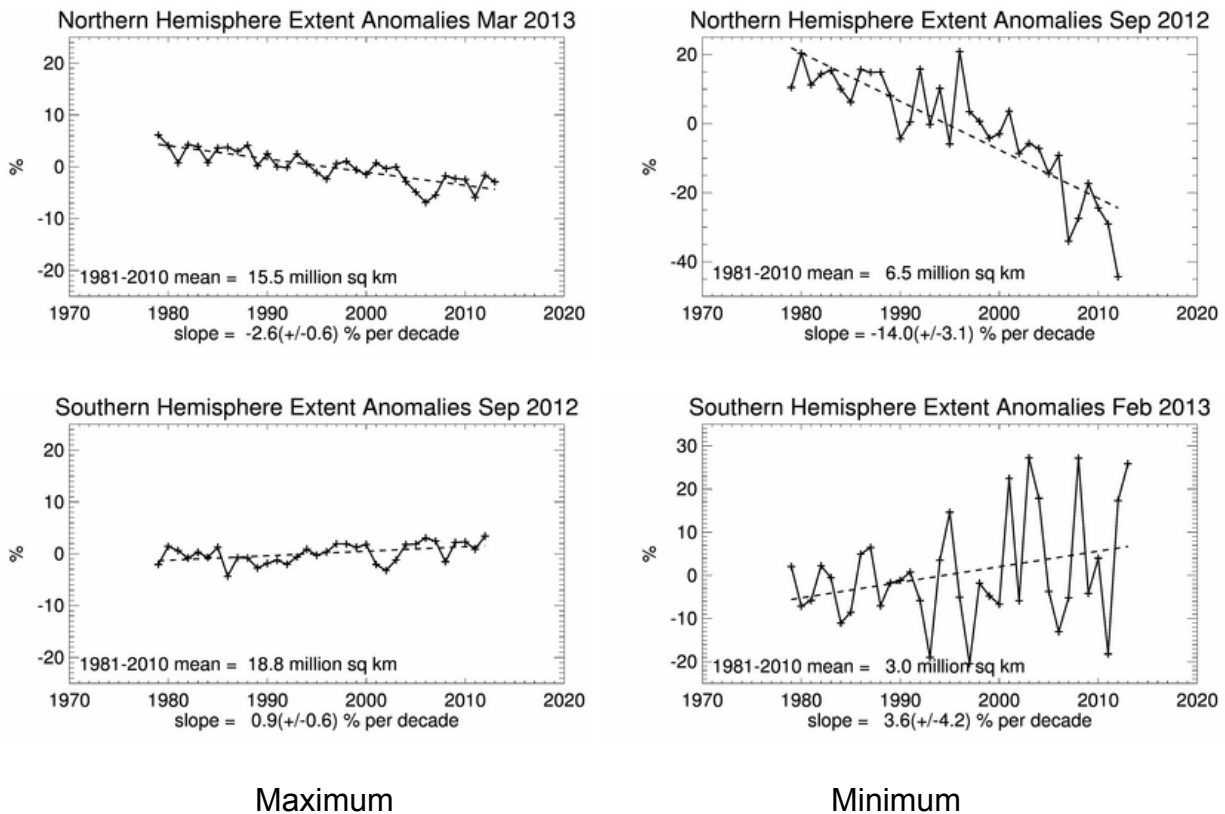 Northern Hemisphere Extent Anomalies Mar 2013
20
10
0
-10
-20
%
1981-2010 mean = 15.5 million sq km
1970 1980 1990 2000 2010 2020
slope = -2.6(+/-0.6) % per decade
Northern Hemisphere Extent Anomalies Sep 2012
20
0
-20
-40
%
1981-2010 mean = 6.5 million sq km
1970 1980 1990 2000 2010 2020
slope = -14.0(+/-3.1) % per decade
Southern Hemisphere Extent Anomalies Sep 2012
20
10
0
-10
-20
%
1981-2010 mean = 18.8 million sq km
1970 1980 1990 2000 2010 2020
slope = 0.9(+/-0.6) % per decade
Southern Hemisphere Extent Anomalies Feb 2013
30
20
10
0
-10
-20
%
1981-2010 mean = 3.0 million sq km
1970 1980 1990 2000 2010 2020
slope = 3.6(+/-4.2) % per decade
Maximum
Minimum